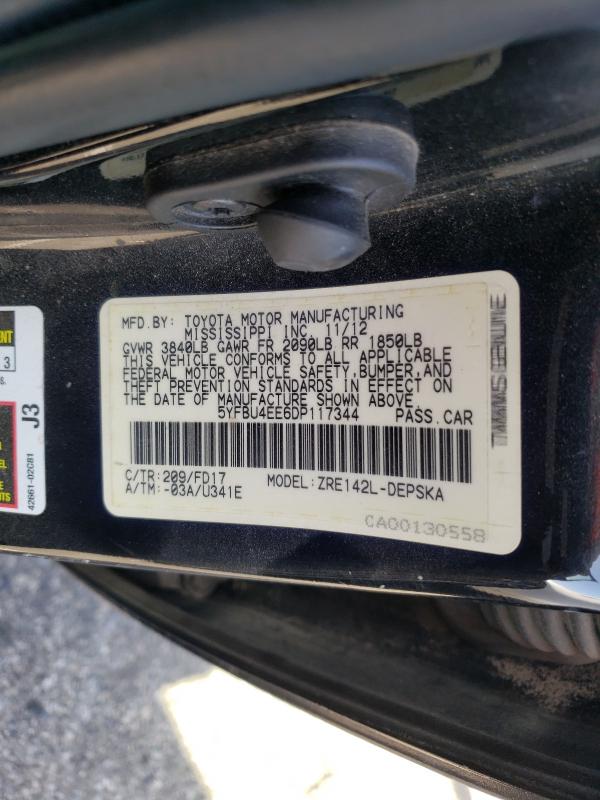 MFD.BY: TOYOTA MOTOR MANUFACTURING
MISSISSIPPI INC. 11/12
GVWR 3840LB GAWR FR 2090LB RR 1850LB
THIS VEHICLE CONFORMS TO ALL APPLICABLE
FEDERAL MOTOR VEHICLE SAFETY,BUMPER,AND
THEFT PREVENTION STANDARDS IN EFFECT ON
THE DATE OF MANUFACTURE SHOWN ABOVE.
5YFBU4EE6DP117344 PASS.CAR
C/TR:209/FD17 MODEL:ZRE142L-DEPSKA
A/TM:-03A/U341E
CA00130558
J3
42661-02C81